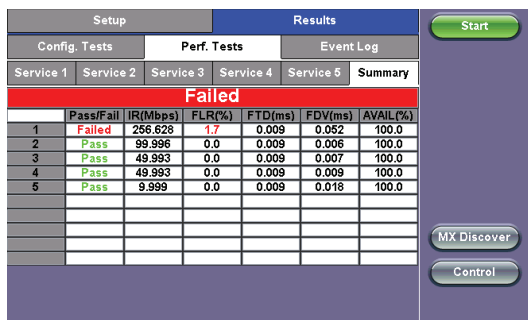 Setup Results Start
Config. Tests Perf. Tests Event Log
Service 1 Service 2 Service 3 Service 4 Service 5 Summary
Failed
Pass/Fail IR(Mbps) FLR(%) FTD(ms) FDV(ms) AVAIL(%)
1 Failed 256.628 1.7 0.009 0.052 100.0
2 Pass 99.996 0.0 0.009 0.006 100.0
3 Pass 49.993 0.0 0.009 0.007 100.0
4 Pass 49.993 0.0 0.009 0.009 100.0
5 Pass 9.999 0.0 0.009 0.018 100.0
MX Discover
Control